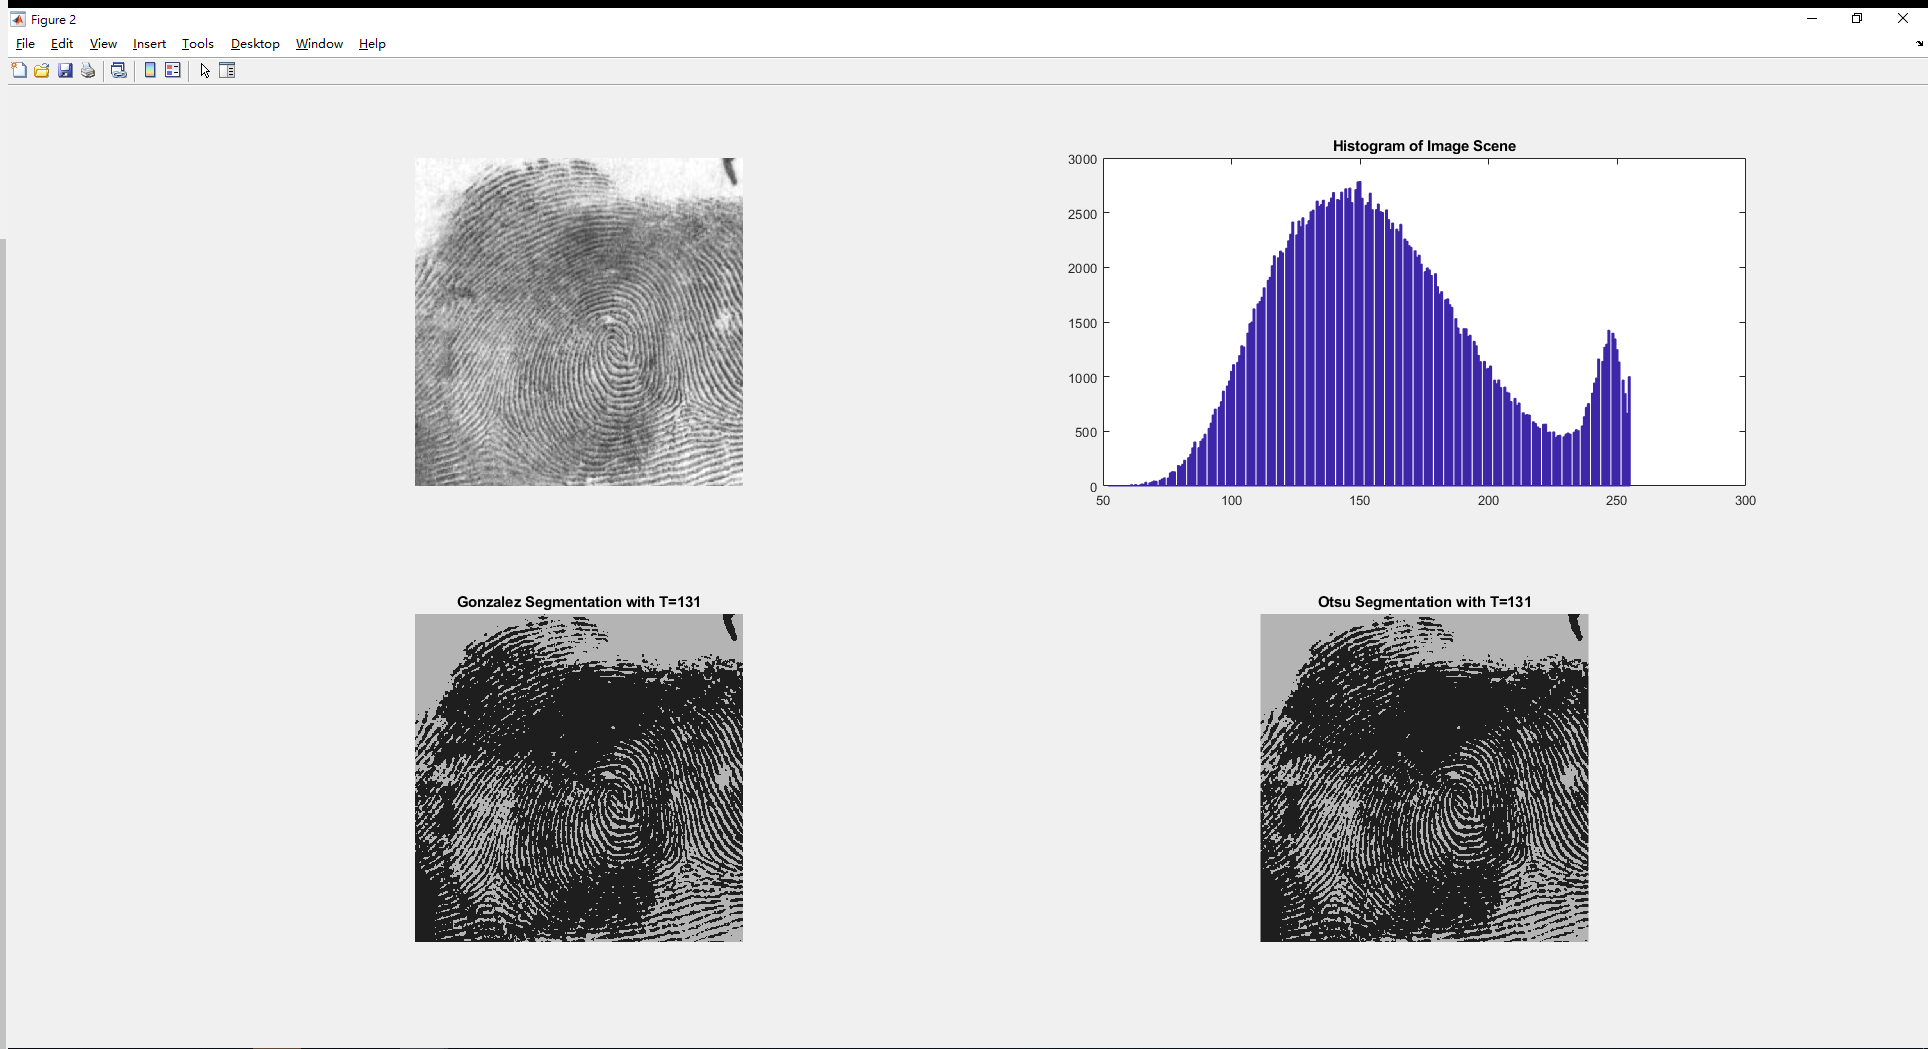 Figure 2
File Edit View Insert Tools Desktop Window Help
Histogram of Image Scene
3000
2500
2000
1500
1000
500
0
50 100 150 200 250 300
Gonzalez Segmentation with T=131
Otsu Segmentation with T=131